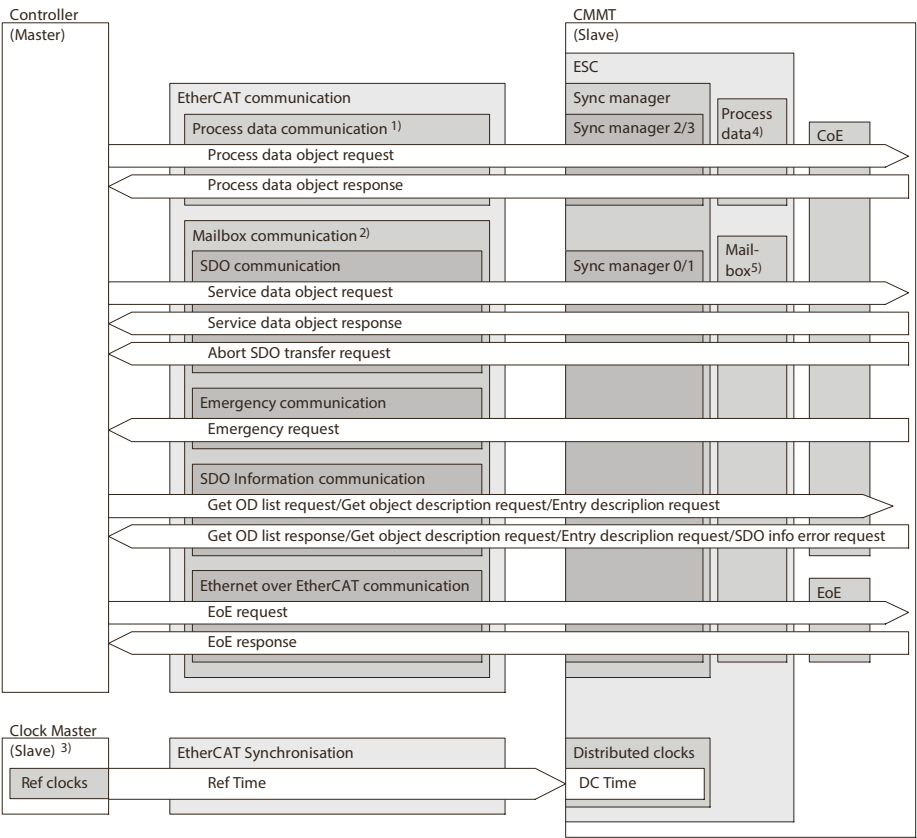 Controller
(Master)
CMMT
(Slave)
ESC
EtherCAT communication
Sync manager
Process data communication 1)
Sync manager 2/3
Process
data4)
CoE
Process data object request
Process data object response
Mailbox communication 2)
SDO communication
Sync manager 0/1
Mail-
box5)
Service data object request
Service data object response
Abort SDO transfer request
Emergency communication
Emergency request
SDO Information communication
Get OD list request/Get object description request/Entry descriplion request
Get OD list response/Get object description request/Entry descriplion request/SDO info error request
Ethernet over EtherCAT communication
EoE
EoE request
EoE response
Clock Master
(Slave) 3)
EtherCAT Synchronisation
Distributed clocks
Ref clocks
Ref Time
DC Time